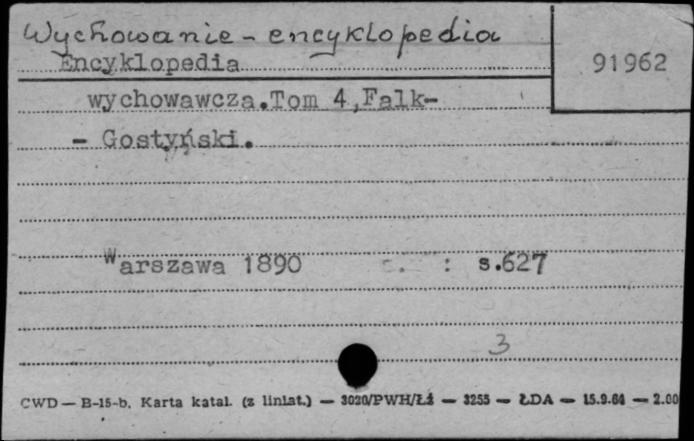 Wychowanie - encyklopedia
Encyklopedia
91962
wychowawcza.Tom 4,Falk-
- Gostyński.
Warszawa 1890 : s.627
3
CWD — B-15-b. Karta katal. (z liniat.) — 3020/PWH/Łż — 3255 — ŁDA — 15.9.64 — 2.00